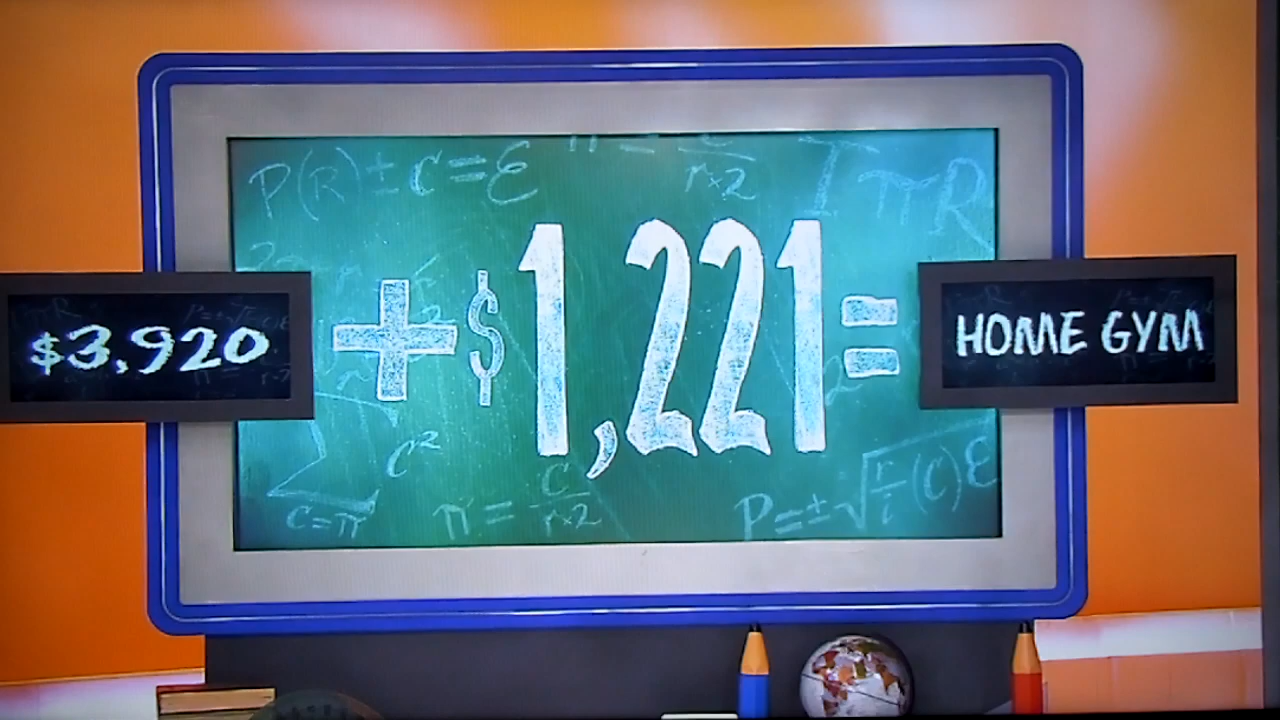 P(R)±C=ε
r×2
πR
$3,920
+$1,221=
HOME GYM
C²
C=π
π=C/r×2